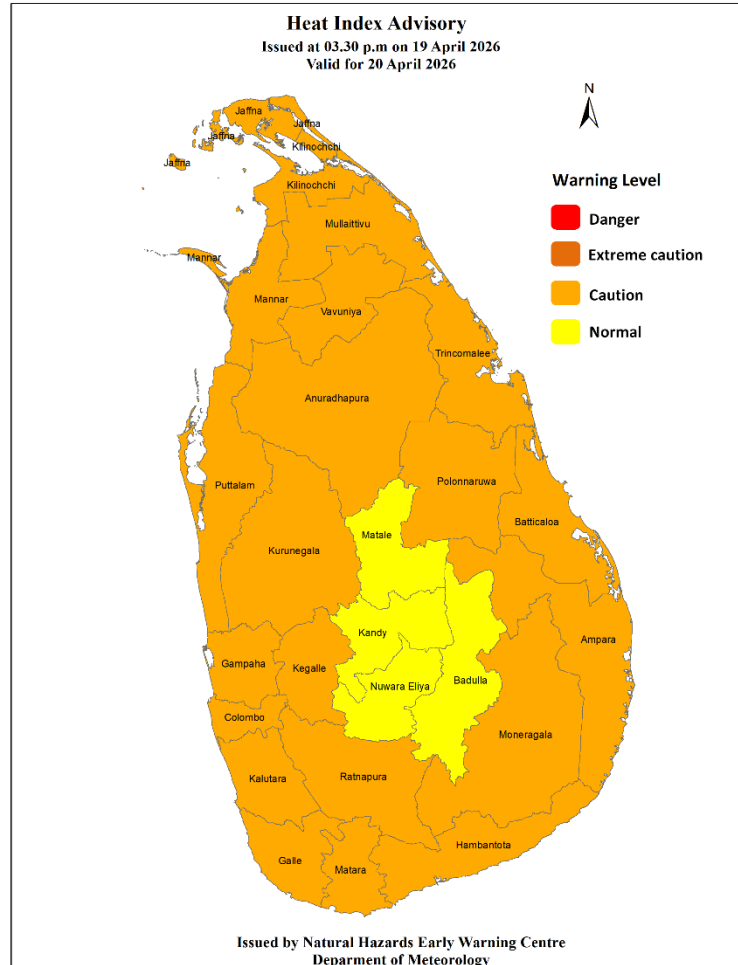 Heat Index Advisory
Issued at 03.30 p.m on 19 April 2026
Valid for 20 April 2026
N
Jaffna
Jaffna
Jaffna
Kilinochchi
Jaffna
Kilinochchi
Mullaittivu
Mannar
Mannar
Vavuniya
Trincomalee
Anuradhapura
Puttalam
Polonnaruwa
Batticaloa
Matale
Kurunegala
Kandy
Ampara
Gampaha
Kegalle
Nuwara Eliya
Badulla
Colombo
Moneragala
Kalutara
Ratnapura
Hambantota
Galle
Matara
Warning Level
Danger
Extreme caution
Caution
Normal
Issued by Natural Hazards Early Warning Centre
Deparment of Meteorology